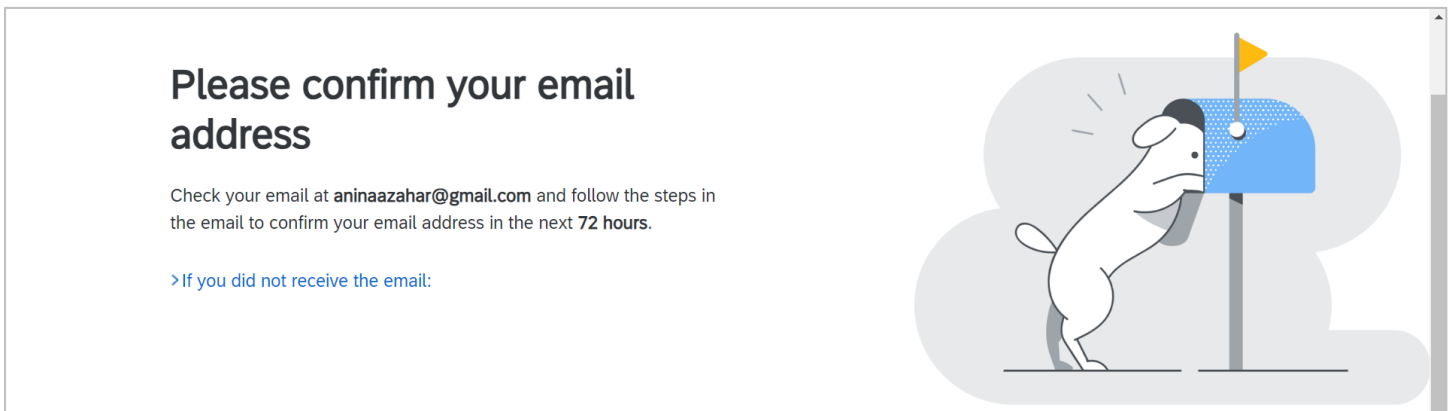 Please confirm your email
address
Check your email at aninaazahar@gmail.com and follow the steps in
the email to confirm your email address in the next 72 hours.
>If you did not receive the email: